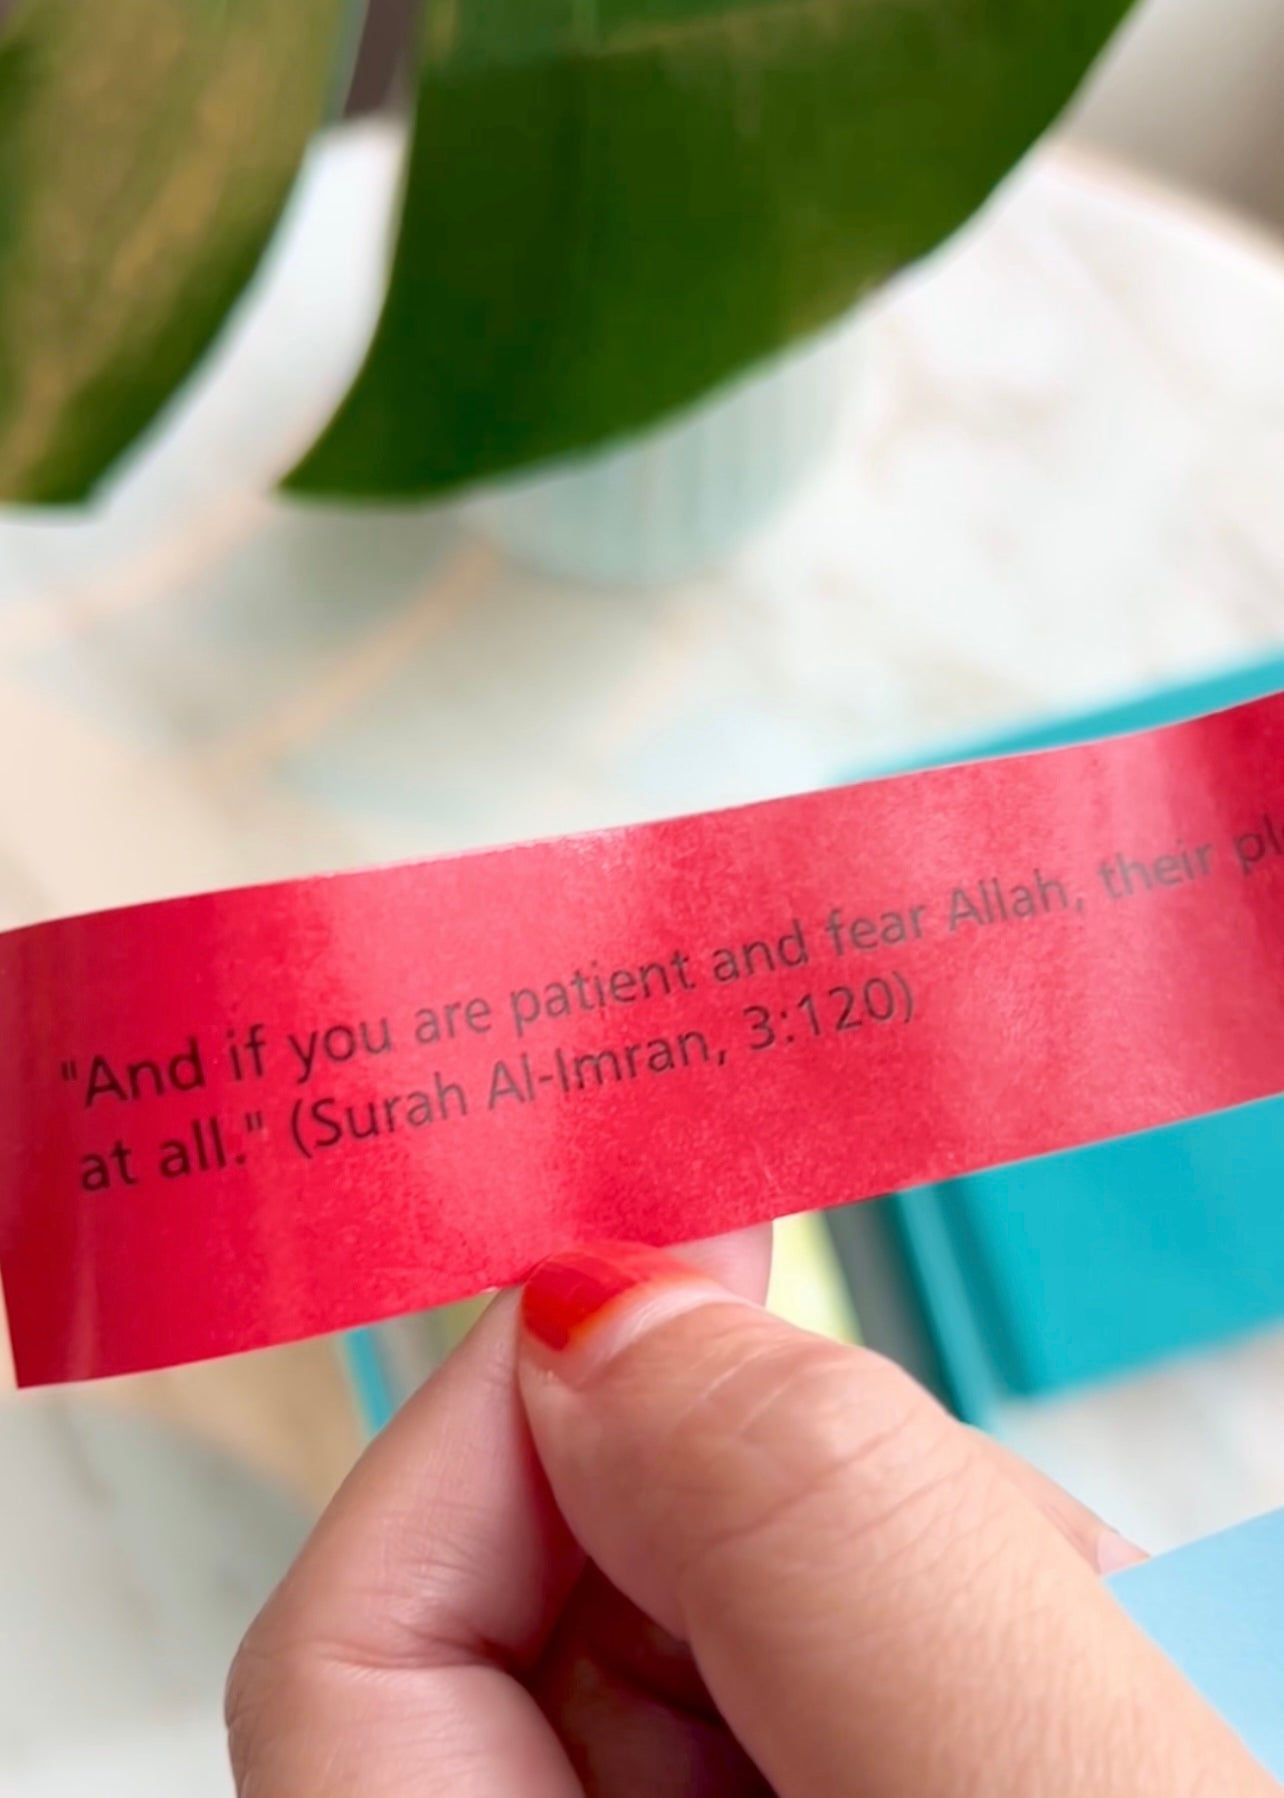 "And if you are patient and fear Allah, their
at all." (Surah Al-Imran, 3:120)